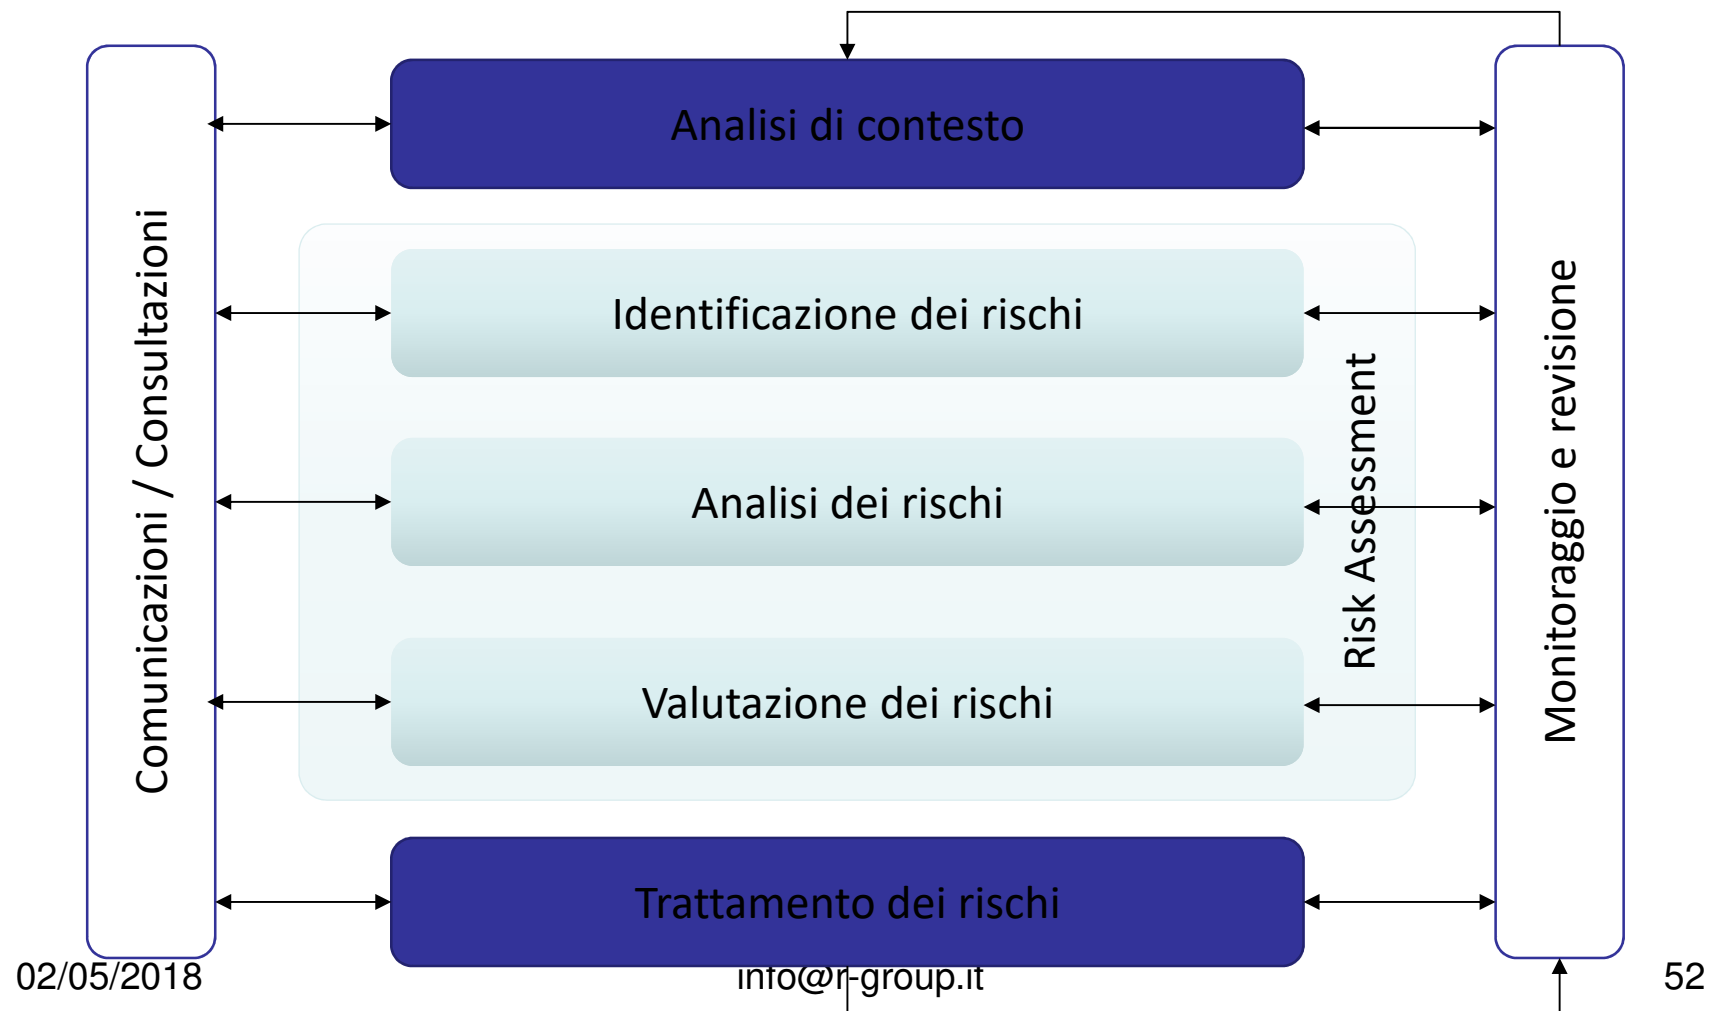 Analisi di contesto
Comunicazioni / Consultazioni
Identificazione dei rischi
Analisi dei rischi
Valutazione dei rischi
Risk Assessment
Monitoraggio e revisione
Trattamento dei rischi
02/05/2018
info@r-group.it
52